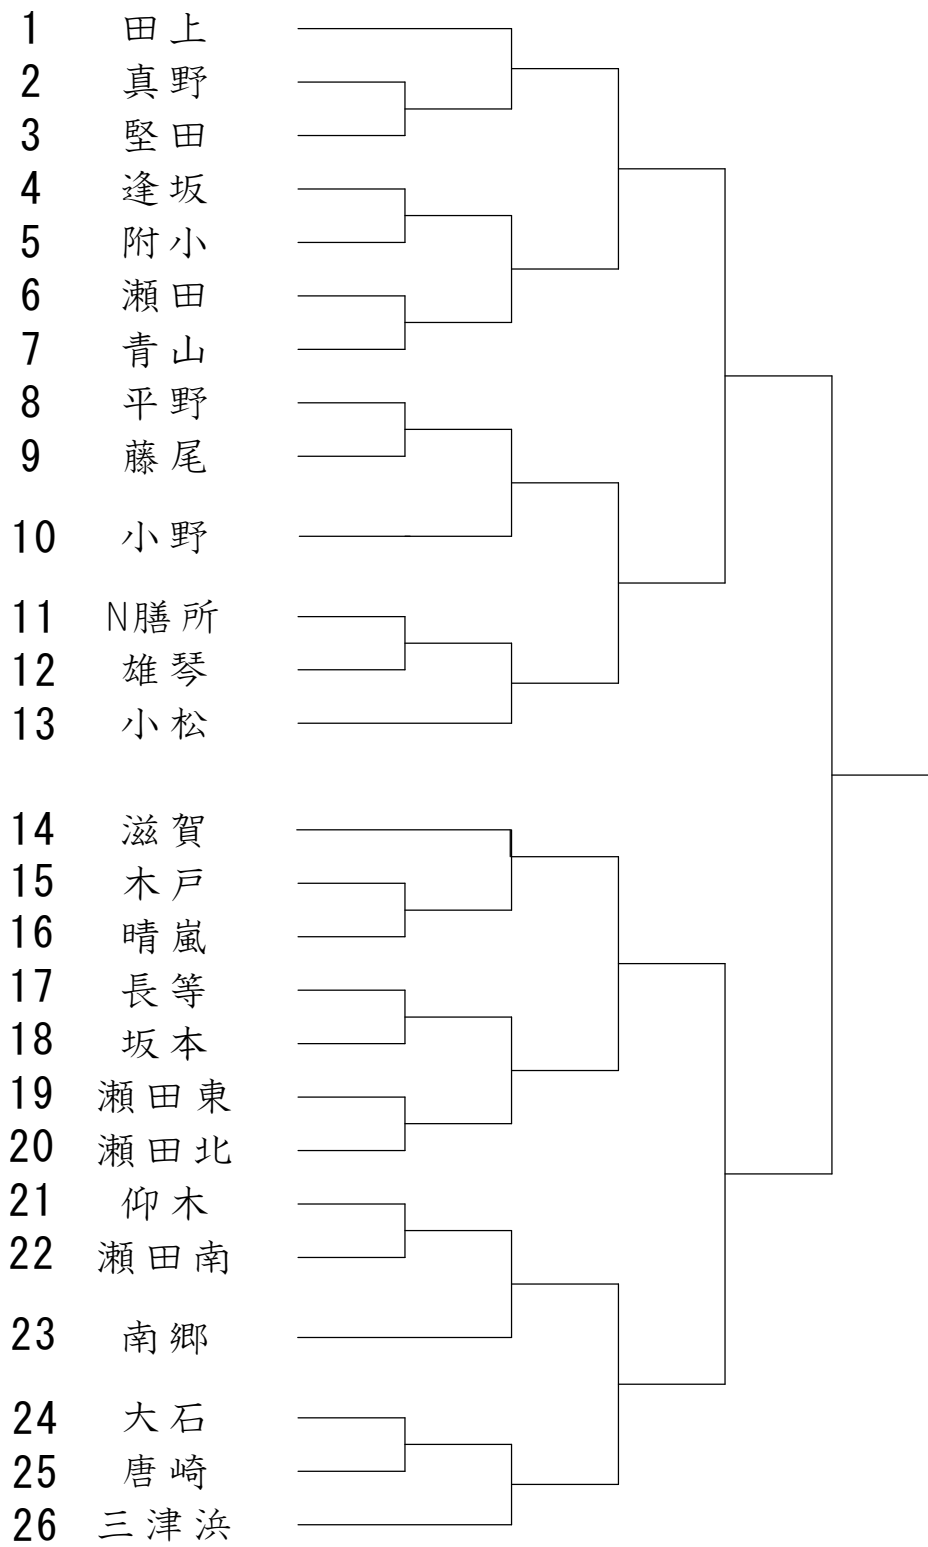 1 田上
2 真野
3 堅田
4 逢坂
5 附小
6 瀬田
7 青山
8 平野
9 藤尾
10 小野
11 N膳所
12 雄琴
13 小松
14 滋賀
15 木戸
16 晴嵐
17 長等
18 坂本
19 瀬田東
20 瀬田北
21 仰木
22 瀬田南
23 南郷
24 大石
25 唐崎
26 三津浜